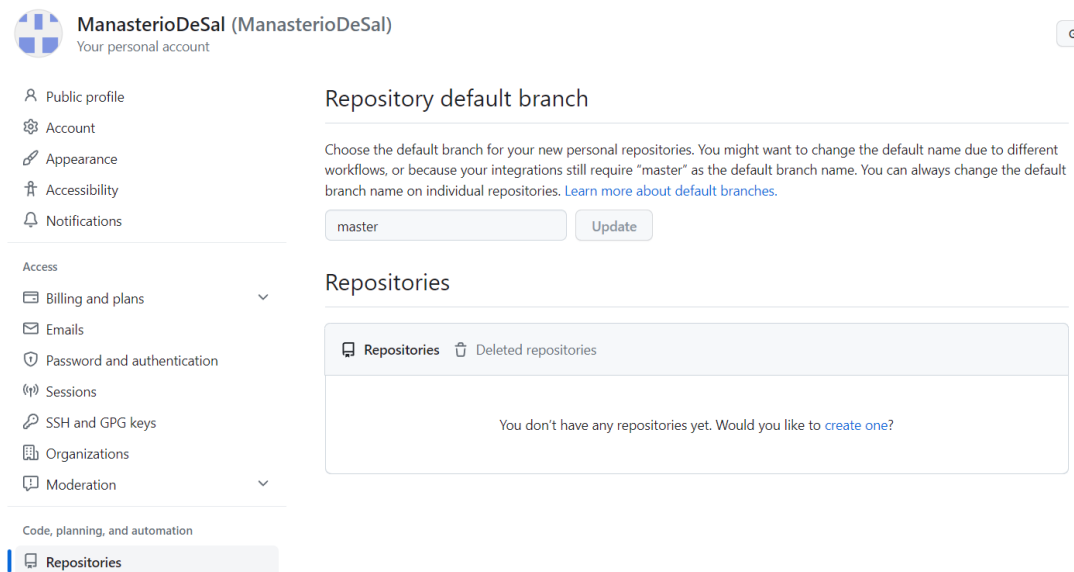 ManasterioDeSal (ManasterioDeSal)
Your personal account
Public profile
Account
Appearance
Accessibility
Notifications
Access
Billing and plans
Emails
Password and authentication
Sessions
SSH and GPG keys
Organizations
Moderation
Code, planning, and automation
Repositories
Repository default branch
Choose the default branch for your new personal repositories. You might want to change the default name due to different
workflows, or because your integrations still require “master” as the default branch name. You can always change the default
branch name on individual repositories. Learn more about default branches.
master
Update
Repositories
Repositories
Deleted repositories
You don’t have any repositories yet. Would you like to create one?